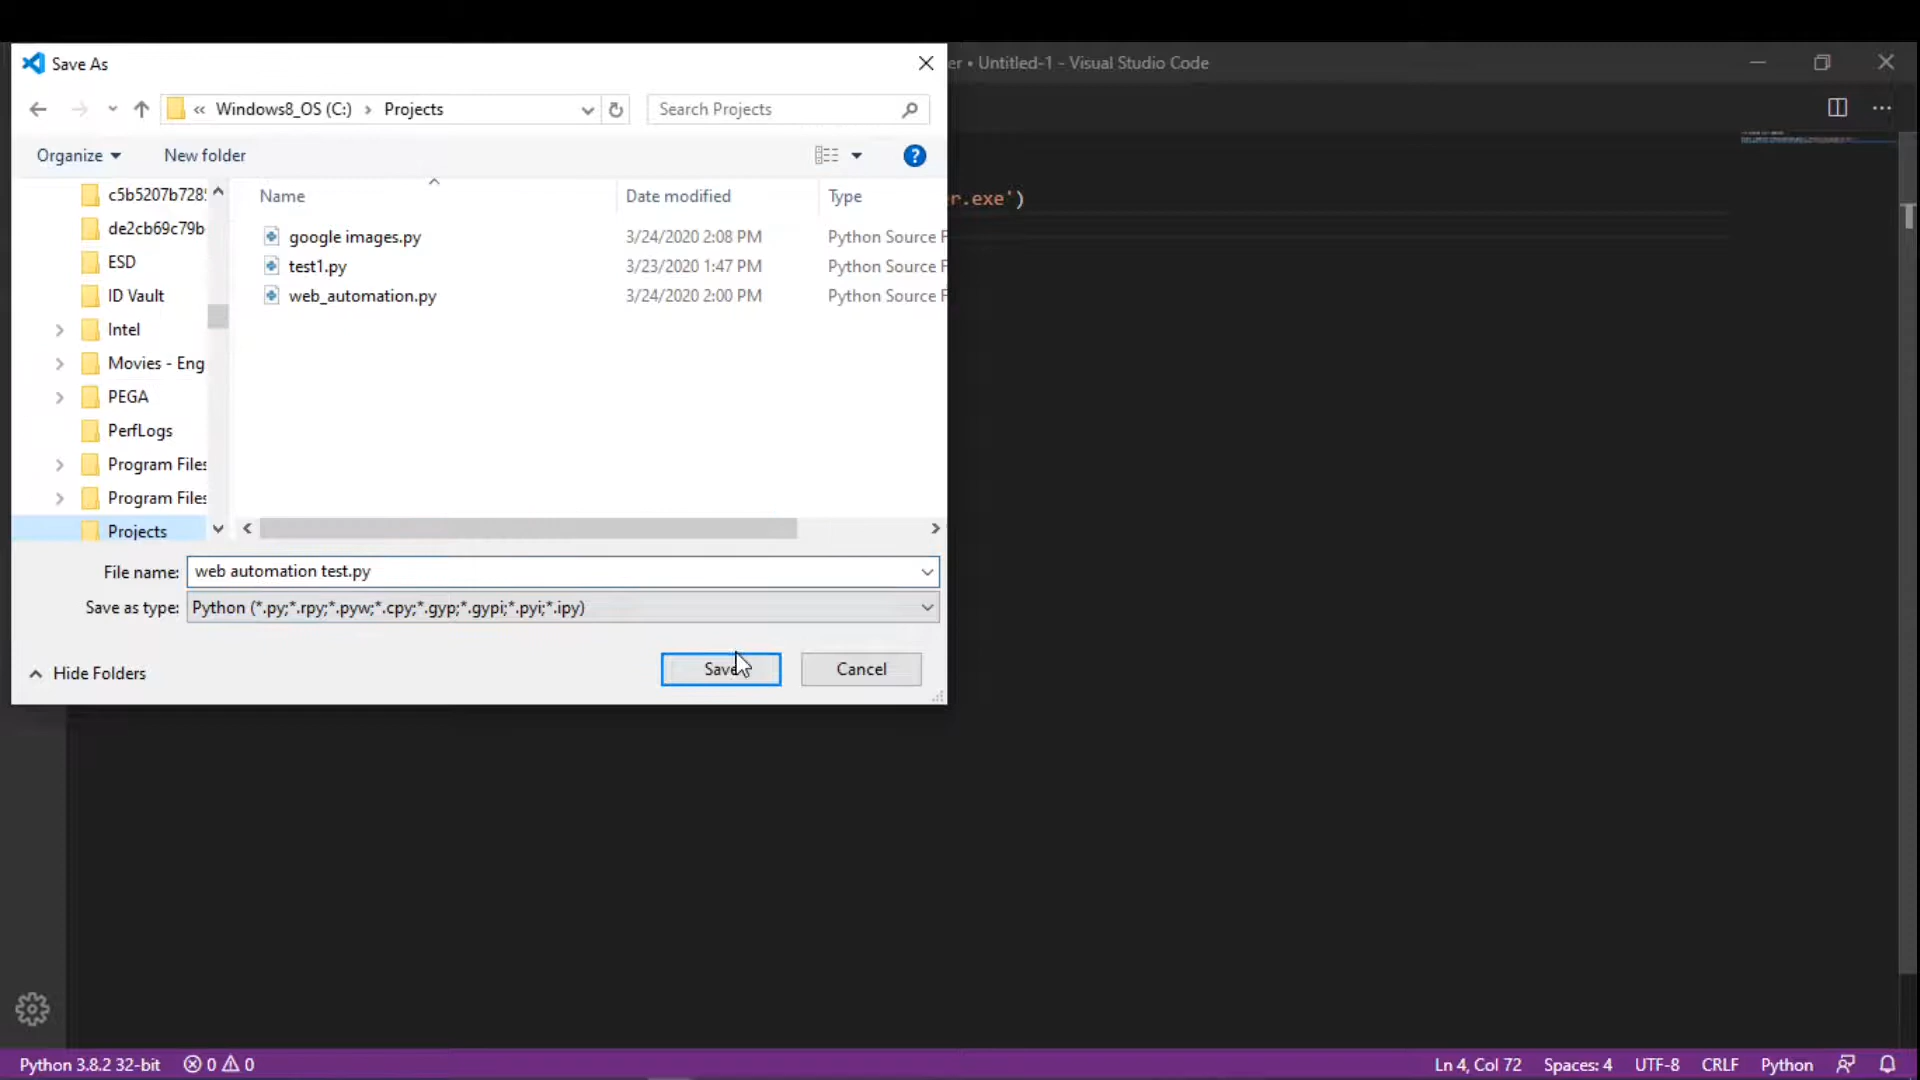 Save As
er • Untitled-1 - Visual Studio Code
« Windows8_OS (C:) › Projects
Search Projects
Organize
New folder
?
c5b5207b728
Name
Date modified
Type
r.exe')
de2cb69c79b
google images.py
3/24/2020 2:08 PM
Python Source F
ESD
test1.py
3/23/2020 1:47 PM
Python Source F
ID Vault
web_automation.py
3/24/2020 2:00 PM
Python Source F
Intel
Movies - Eng
PEGA
PerfLogs
Program Files
Program Files
Projects
File name:
web automation test.py
Save as type:
Python (*.py;*.rpy;*.pyw;*.cpy;*.gyp;*.gypi;*.pyi;*.ipy)
Hide Folders
Save
Cancel
Python 3.8.2 32-bit
0
0
Ln 4, Col 72
Spaces: 4
UTF-8
CRLF
Python